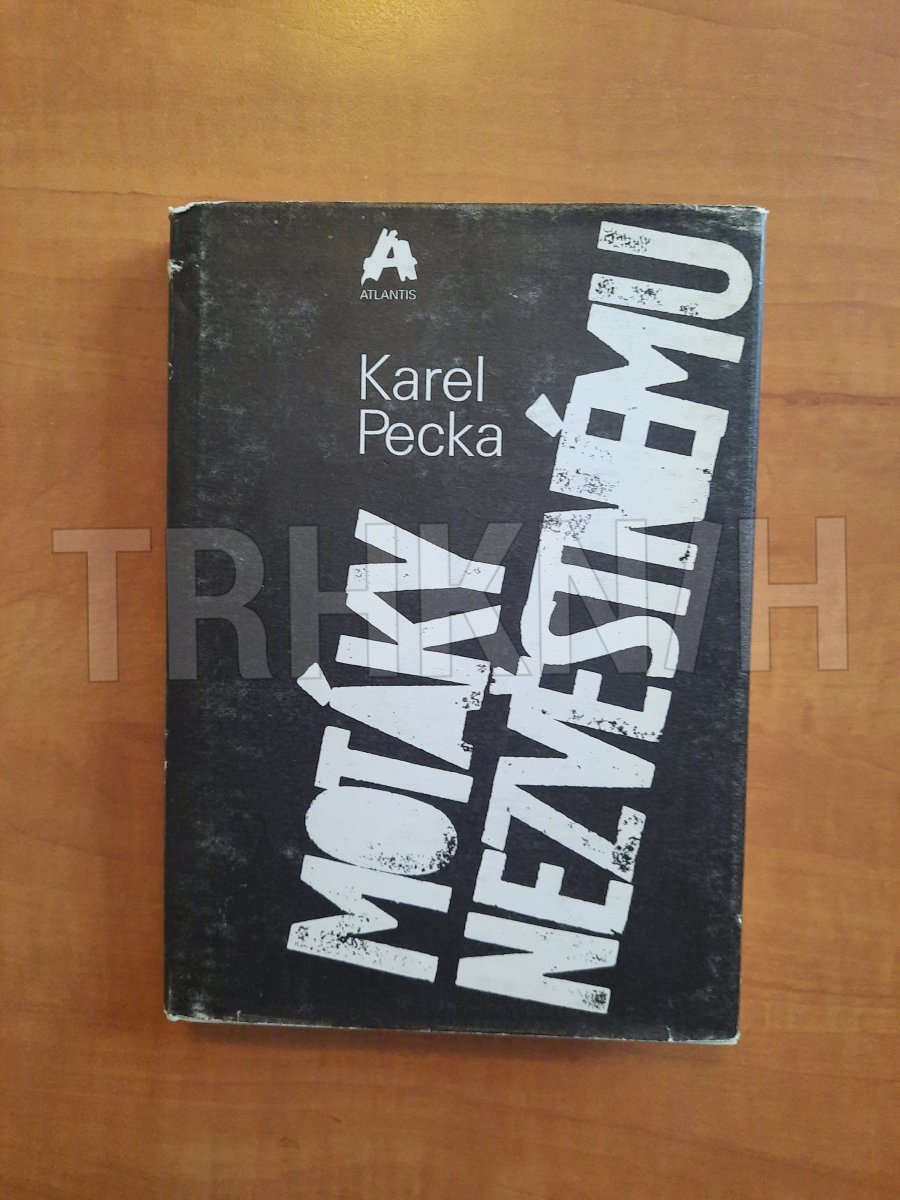 ATLANTIS
Karel
Pecka
MOTÁKY
NEZVĚSTNÉMU
TRHKNIH